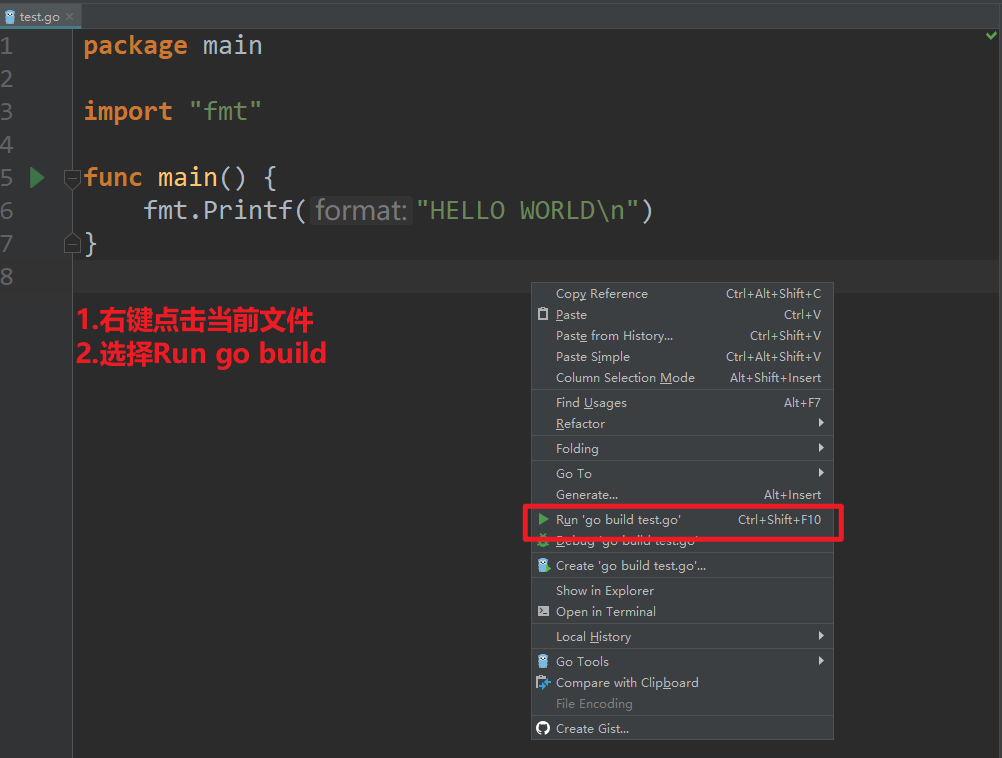 test.go
1 package main
2
3 import "fmt"
4
5 func main() {
6 fmt.Printf(format:"HELLO WORLD\n")
7 }
8
1.右键点击当前文件
2.选择Run go build
Copy Reference Ctrl+Alt+Shift+C
Paste Ctrl+V
Paste from History... Ctrl+Shift+V
Paste Simple Ctrl+Alt+Shift+V
Column Selection Mode Alt+Shift+Insert
Find Usages Alt+F7
Refactor
Folding
Go To
Generate... Alt+Insert
Run 'go build test.go' Ctrl+Shift+F10
Debug 'go build test.go'
Create 'go build test.go'...
Show in Explorer
Open in Terminal
Local History
Go Tools
Compare with Clipboard
File Encoding
Create Gist...